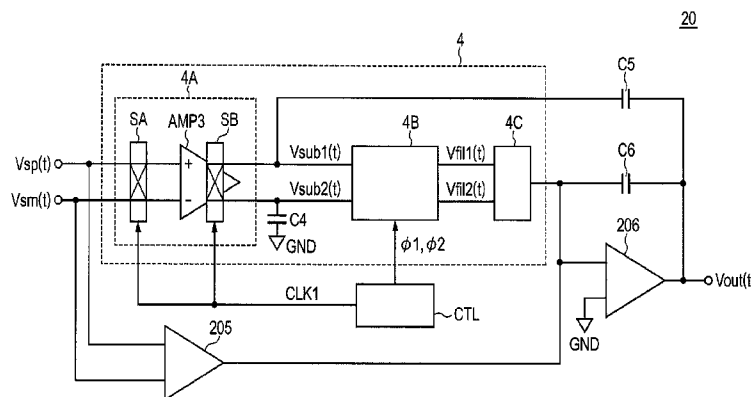 20
4
4A
C5
SA
AMP3
SB
4B
4C
C6
Vsp(t)
Vsub1(t)
Vfil1(t)
+
Vsm(t)
Vsub2(t)
Vfil2(t)
-
C4
GND
ϕ1, ϕ2
206
Vout(t
CLK1
CTL
GND
205